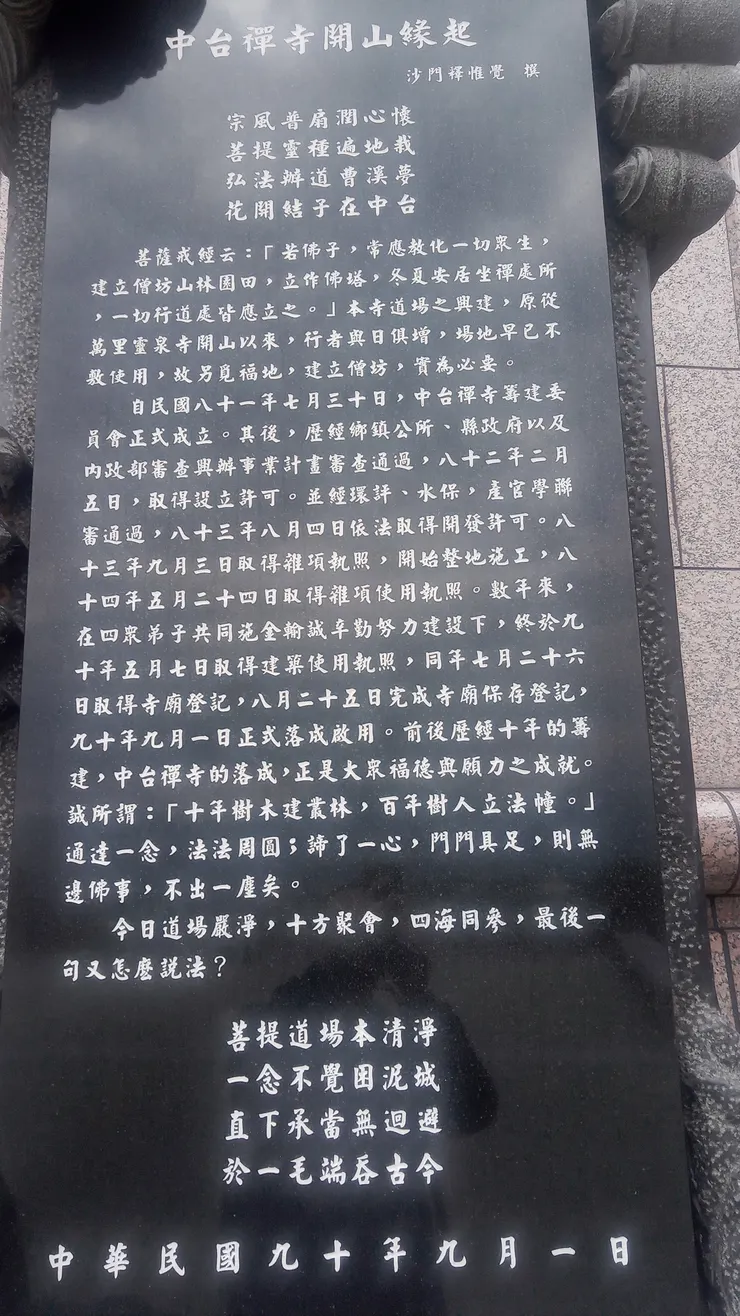 中台禪寺開山緣起
沙門釋惟覺 撰
宗風普扇潤心懷
菩提靈種遍地栽
弘法辦道曹溪夢
花開結子在中台
菩薩戒經云：「若佛子，常應教化一切眾生，
建立僧坊山林園田，立作佛塔，冬夏安居坐禪處所
，一切行道處皆應立之。」本寺道場之興建，原從
萬里靈泉寺開山以來，行者與日俱增，場地早已不
敷使用，故另覓福地，建立僧坊，實為必要。
自民國八十一年七月三十日，中台禪寺籌建委
員會正式成立。其後，歷經鄉鎮公所、縣政府以及
內政部審查興辦事業計畫審查通過，八十二年二月
五日，取得設立許可。並經環評、水保，產官學聯
審通過，八十三年八月四日依法取得開發許可。八
十三年九月三日取得雜項執照，開始整地施工，八
十四年五月二十四日取得雜項使用執照。數年來，
在四眾弟子共同施金輸誠辛勤努力建設下，終於九
十年五月七日取得建築使用執照，同年七月二十六
日取得寺廟登記，八月二十五日完成寺廟保存登記，
九十年九月一日正式落成啟用。前後歷經十年的籌
建，中台禪寺的落成，正是大眾福德與願力之成就。
誠所謂：「十年樹木建叢林，百年樹人立法幢。」
通達一念，法法周圓；諦了一心，門門具足，則無
邊佛事，不出一塵矣。
今日道場嚴淨，十方聚會，四海同參，最後一
句又怎麼說法？
菩提道場本清淨
一念不覺困泥城
直下承當無迴避
於一毛端吞古今
中華民國九十年九月一日